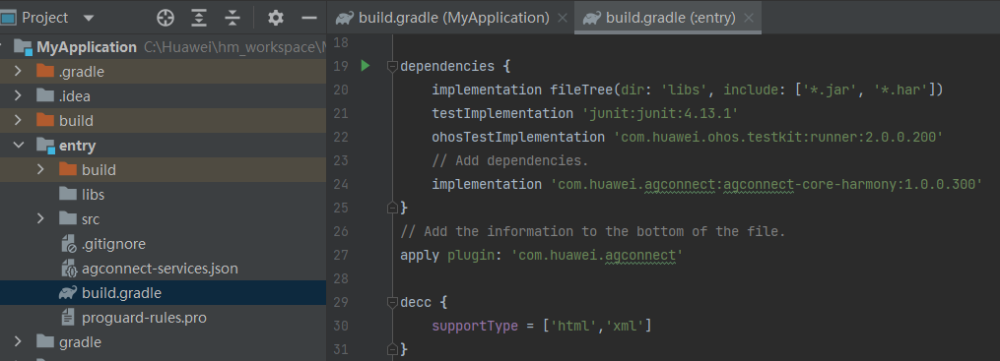 Project
build.gradle (MyApplication)
build.gradle (:entry)
MyApplication C:\Huawei\hm_workspace\M
.gradle
.idea
build
entry
build
libs
src
.gitignore
agconnect-services.json
build.gradle
proguard-rules.pro
gradle
18
19 dependencies {
20 implementation fileTree(dir: 'libs', include: ['*.jar', '*.har'])
21 testImplementation 'junit:junit:4.13.1'
22 ohosTestImplementation 'com.huawei.ohos.testkit:runner:2.0.0.200'
23 // Add dependencies.
24 implementation 'com.huawei.agconnect:agconnect-core-harmony:1.0.0.300'
25 }
26 // Add the information to the bottom of the file.
27 apply plugin: 'com.huawei.agconnect'
28
29 decc {
30 supportType = ['html','xml']
31 }